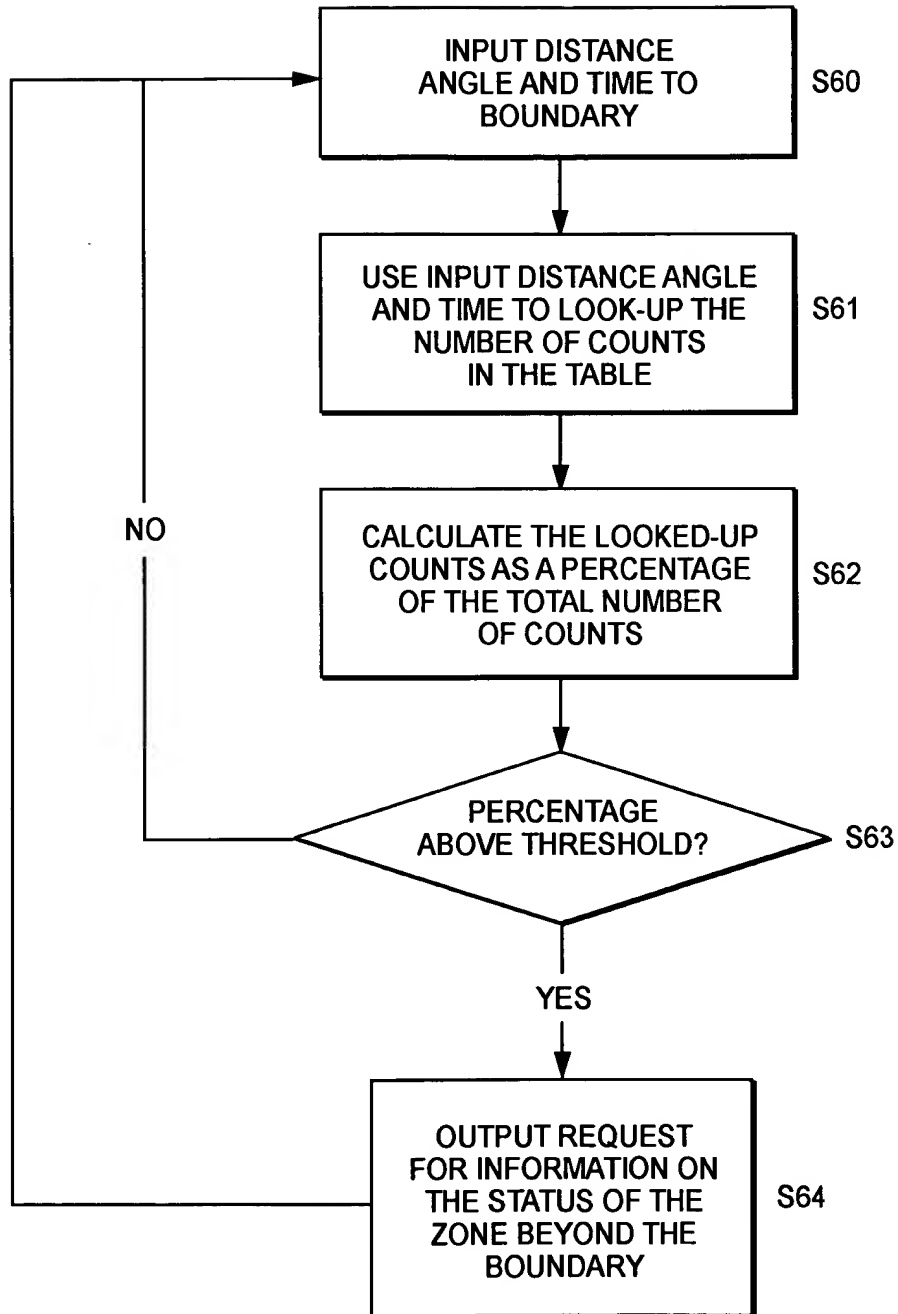 INPUT DISTANCE
ANGLE AND TIME TO
BOUNDARY
S60
USE INPUT DISTANCE ANGLE
AND TIME TO LOOK-UP THE
NUMBER OF COUNTS
IN THE TABLE
S61
CALCULATE THE LOOKED-UP
COUNTS AS A PERCENTAGE
OF THE TOTAL NUMBER
OF COUNTS
S62
NO
PERCENTAGE
ABOVE THRESHOLD?
S63
YES
OUTPUT REQUEST
FOR INFORMATION ON
THE STATUS OF THE
ZONE BEYOND THE
BOUNDARY
S64